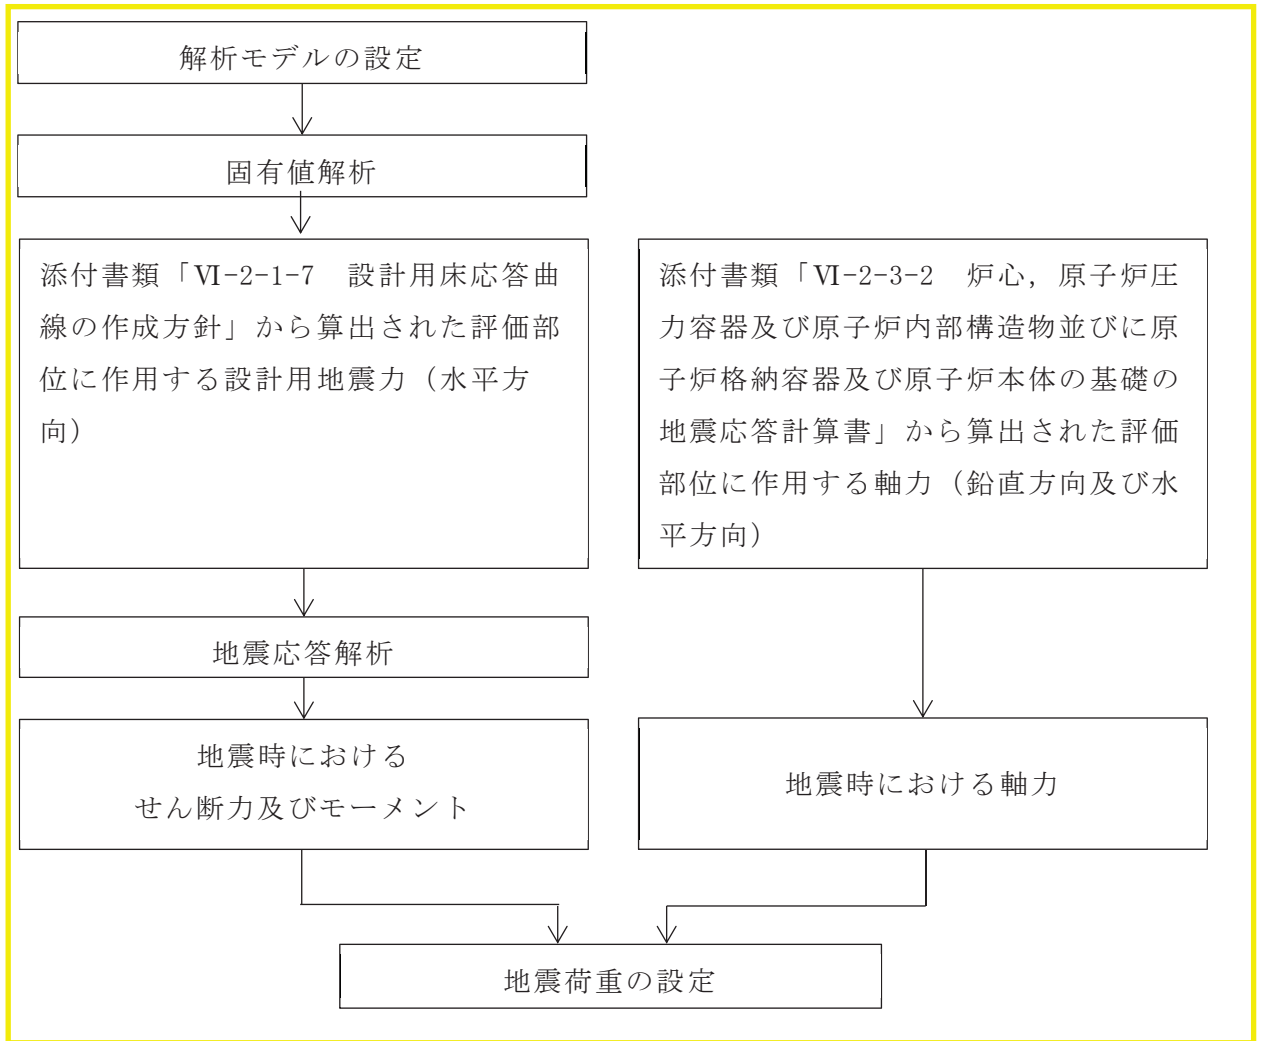 解析モデルの設定
固有値解析
添付書類「Ⅵ-2-1-7　設計用床応答曲
線の作成方針」から算出された評価部
位に作用する設計用地震力（水平方
向）
添付書類「Ⅵ-2-3-2　炉心，原子炉圧
力容器及び原子炉内部構造物並びに原
子炉格納容器及び原子炉本体の基礎の
地震応答計算書」から算出された評価
部位に作用する軸力（鉛直方向及び水
平方向）
地震応答解析
地震時における
せん断力及びモーメント
地震時における軸力
地震荷重の設定